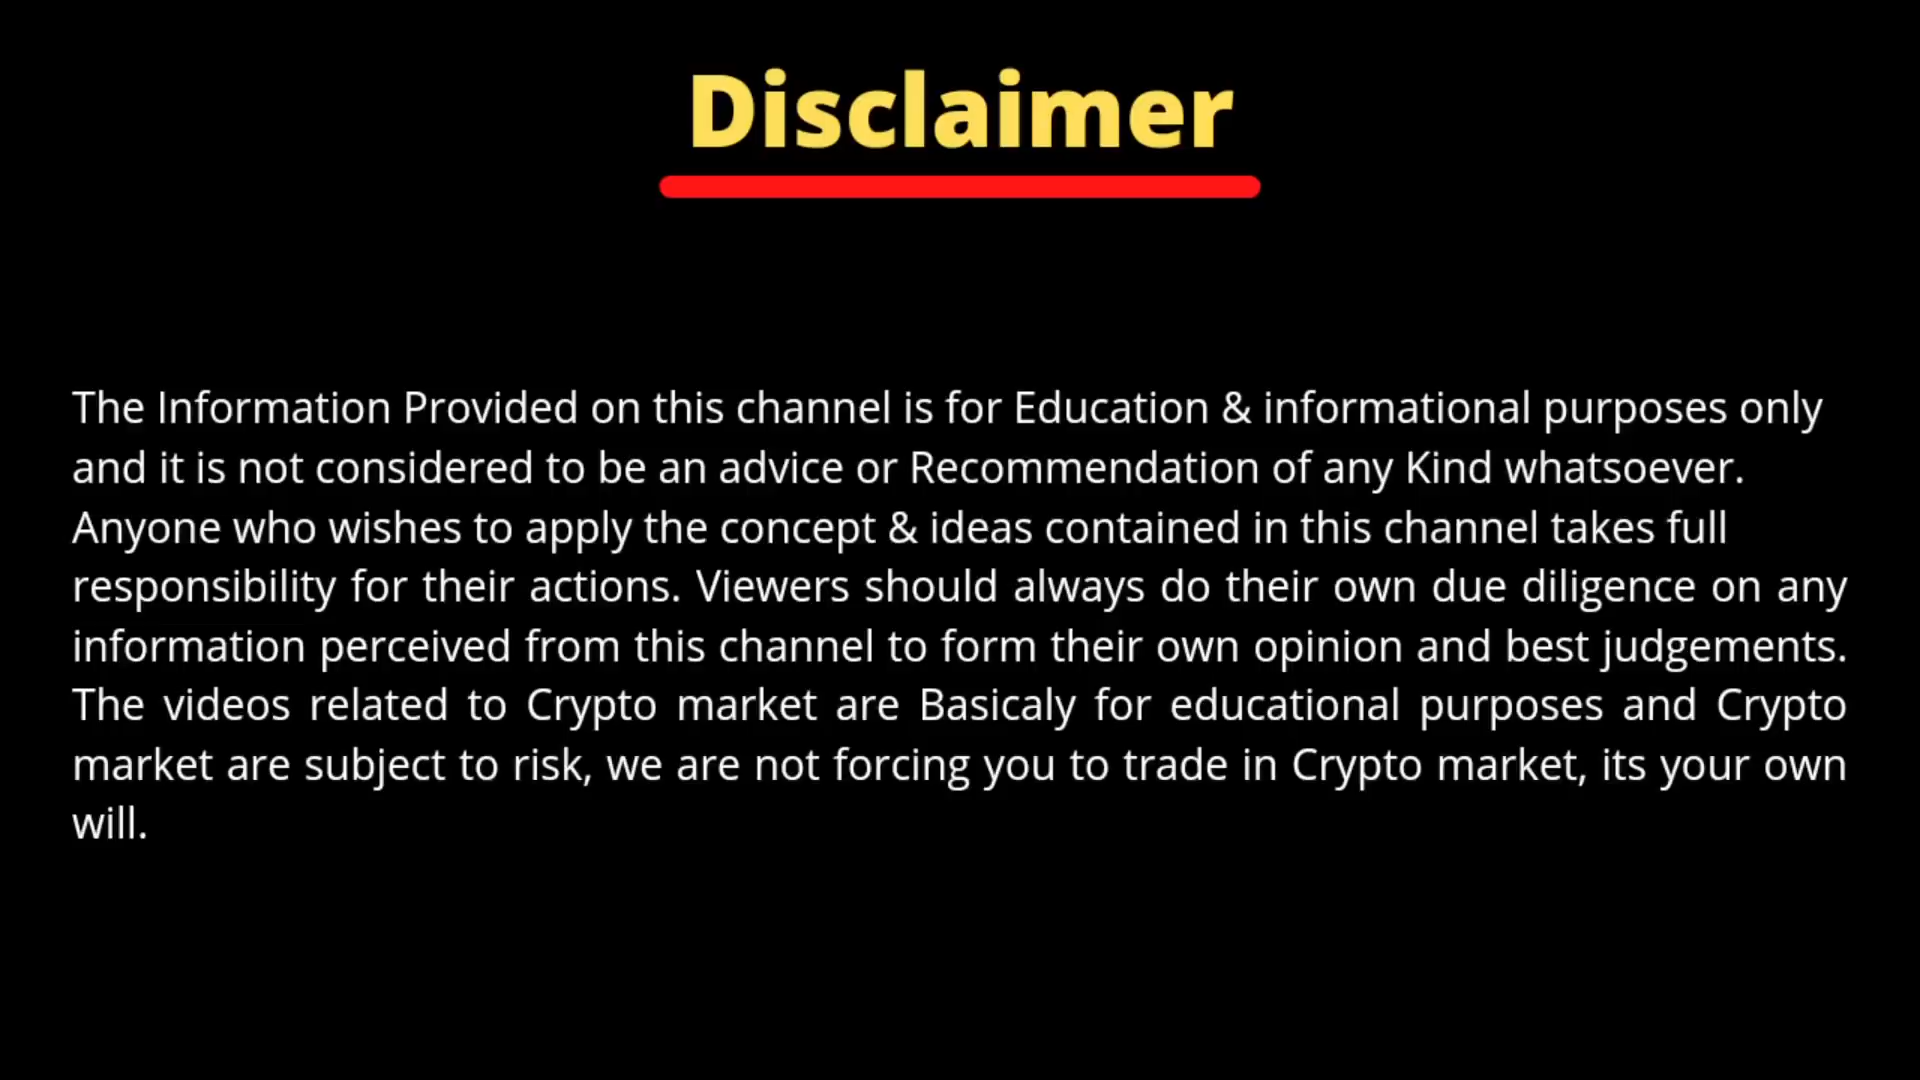 Disclaimer
The Information Provided on this channel is for Education & informational purposes only
and it is not considered to be an advice or Recommendation of any Kind whatsoever.
Anyone who wishes to apply the concept & ideas contained in this channel takes full
responsibility for their actions. Viewers should always do their own due diligence on any
information perceived from this channel to form their own opinion and best judgements.
The videos related to Crypto market are Basicaly for educational purposes and Crypto
market are subject to risk, we are not forcing you to trade in Crypto market, its your own
will.